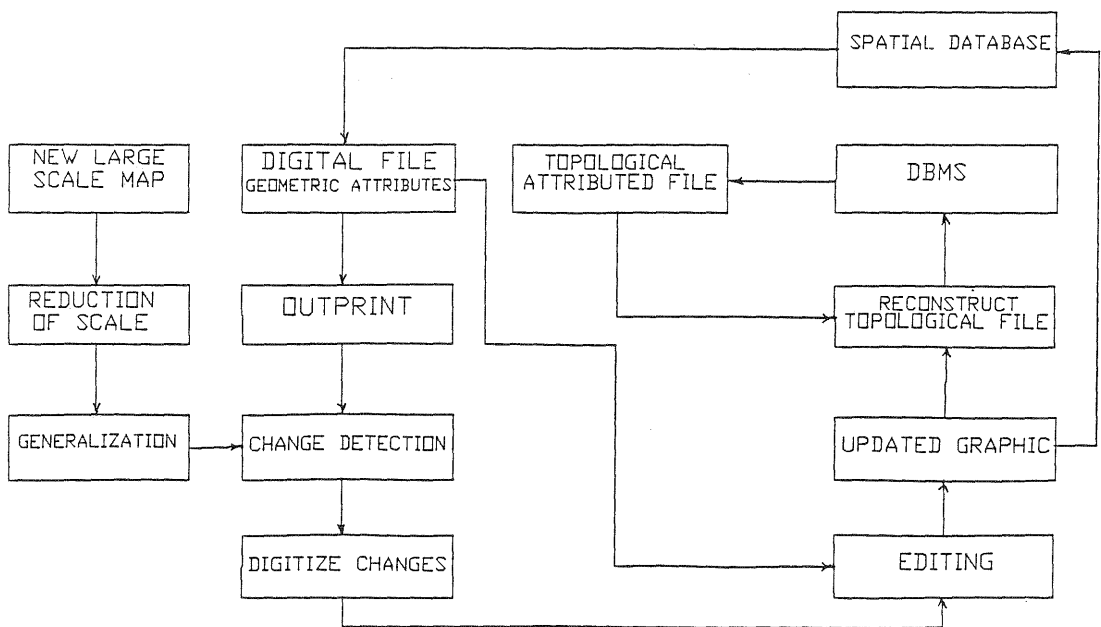 SPATIAL DATABASE
NEW LARGE
SCALE MAP
DIGITAL FILE
GEOMETRIC ATTRIBUTES
TOPOLOGICAL
ATTRIBUTED FILE
DBMS
REDUCTION
OF SCALE
OUTPRINT
RECONSTRUCT
TOPOLOGICAL FILE
GENERALIZATION
CHANGE DETECTION
UPDATED GRAPHIC
DIGITIZE CHANGES
EDITING